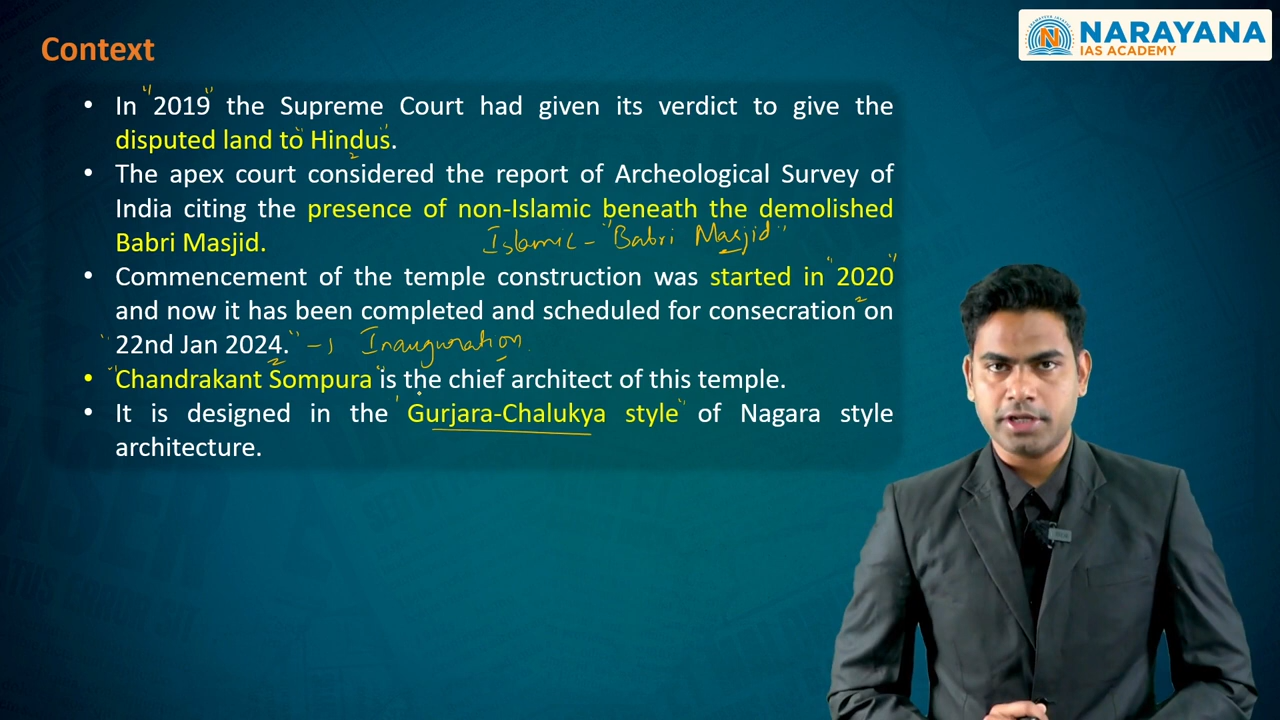 Context
NARAYANA
IAS ACADEMY
• In "2019" the Supreme Court had given its verdict to give the
disputed land to "Hindus".
• The apex court considered the report of Archeological Survey of
India citing the presence of non-Islamic beneath the demolished
Babri Masjid.
Islamic - "Babri Masjid"
• Commencement of the temple construction was started in "2020"
and now it has been completed and scheduled for consecration on
"22nd Jan 2024." → Inauguration
• "Chandrakant Sompura" is the chief architect of this temple.
• It is designed in the "Gurjara-Chalukya style" of Nagara style
architecture.